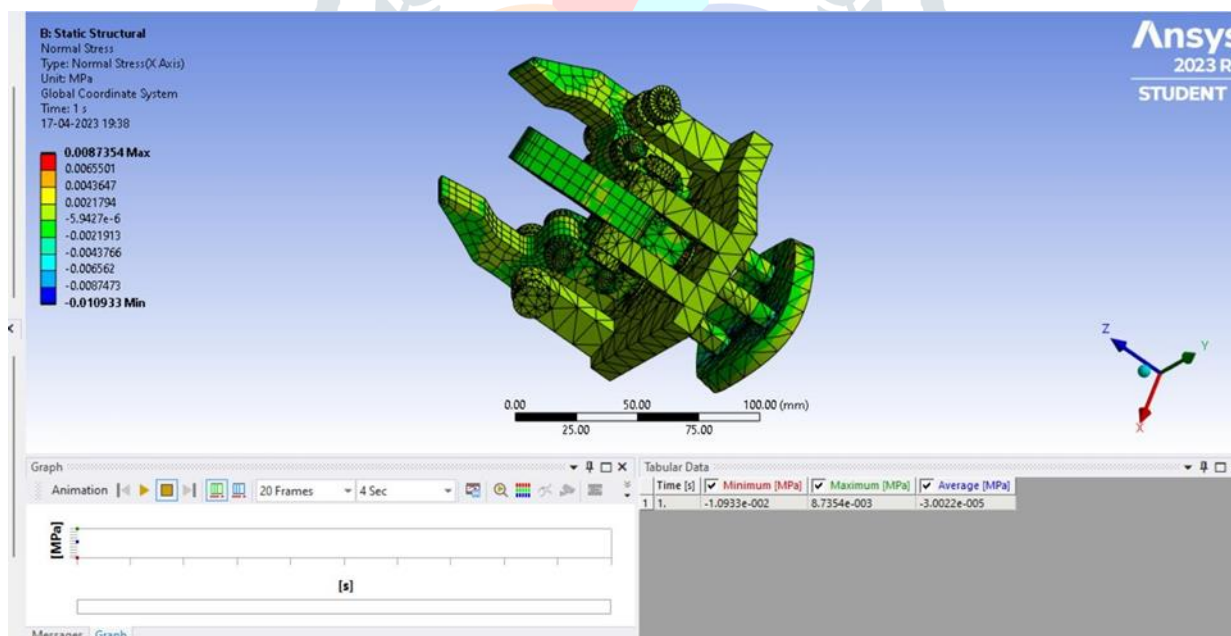 B: Static Structural
Normal Stress
Type: Normal Stress(X Axis)
Unit: MPa
Global Coordinate System
Time: 1 s
17-04-2023 19:38
0.0087354 Max
0.0065501
0.0043647
0.0021794
-5.9427e-6
-0.0021913
-0.0043766
-0.006562
-0.0087473
-0.010933 Min
Ansys
2023 R
STUDENT
Z
Y
X
0.00 50.00 100.00 (mm)
25.00 75.00
Graph
Animation 20 Frames 4 Sec
[MPa]
[s]
Messages Graph
Tabular Data
Time [s] Minimum [MPa] Maximum [MPa] Average [MPa]
1 1. -1.0933e-002 8.7354e-003 -3.0022e-005